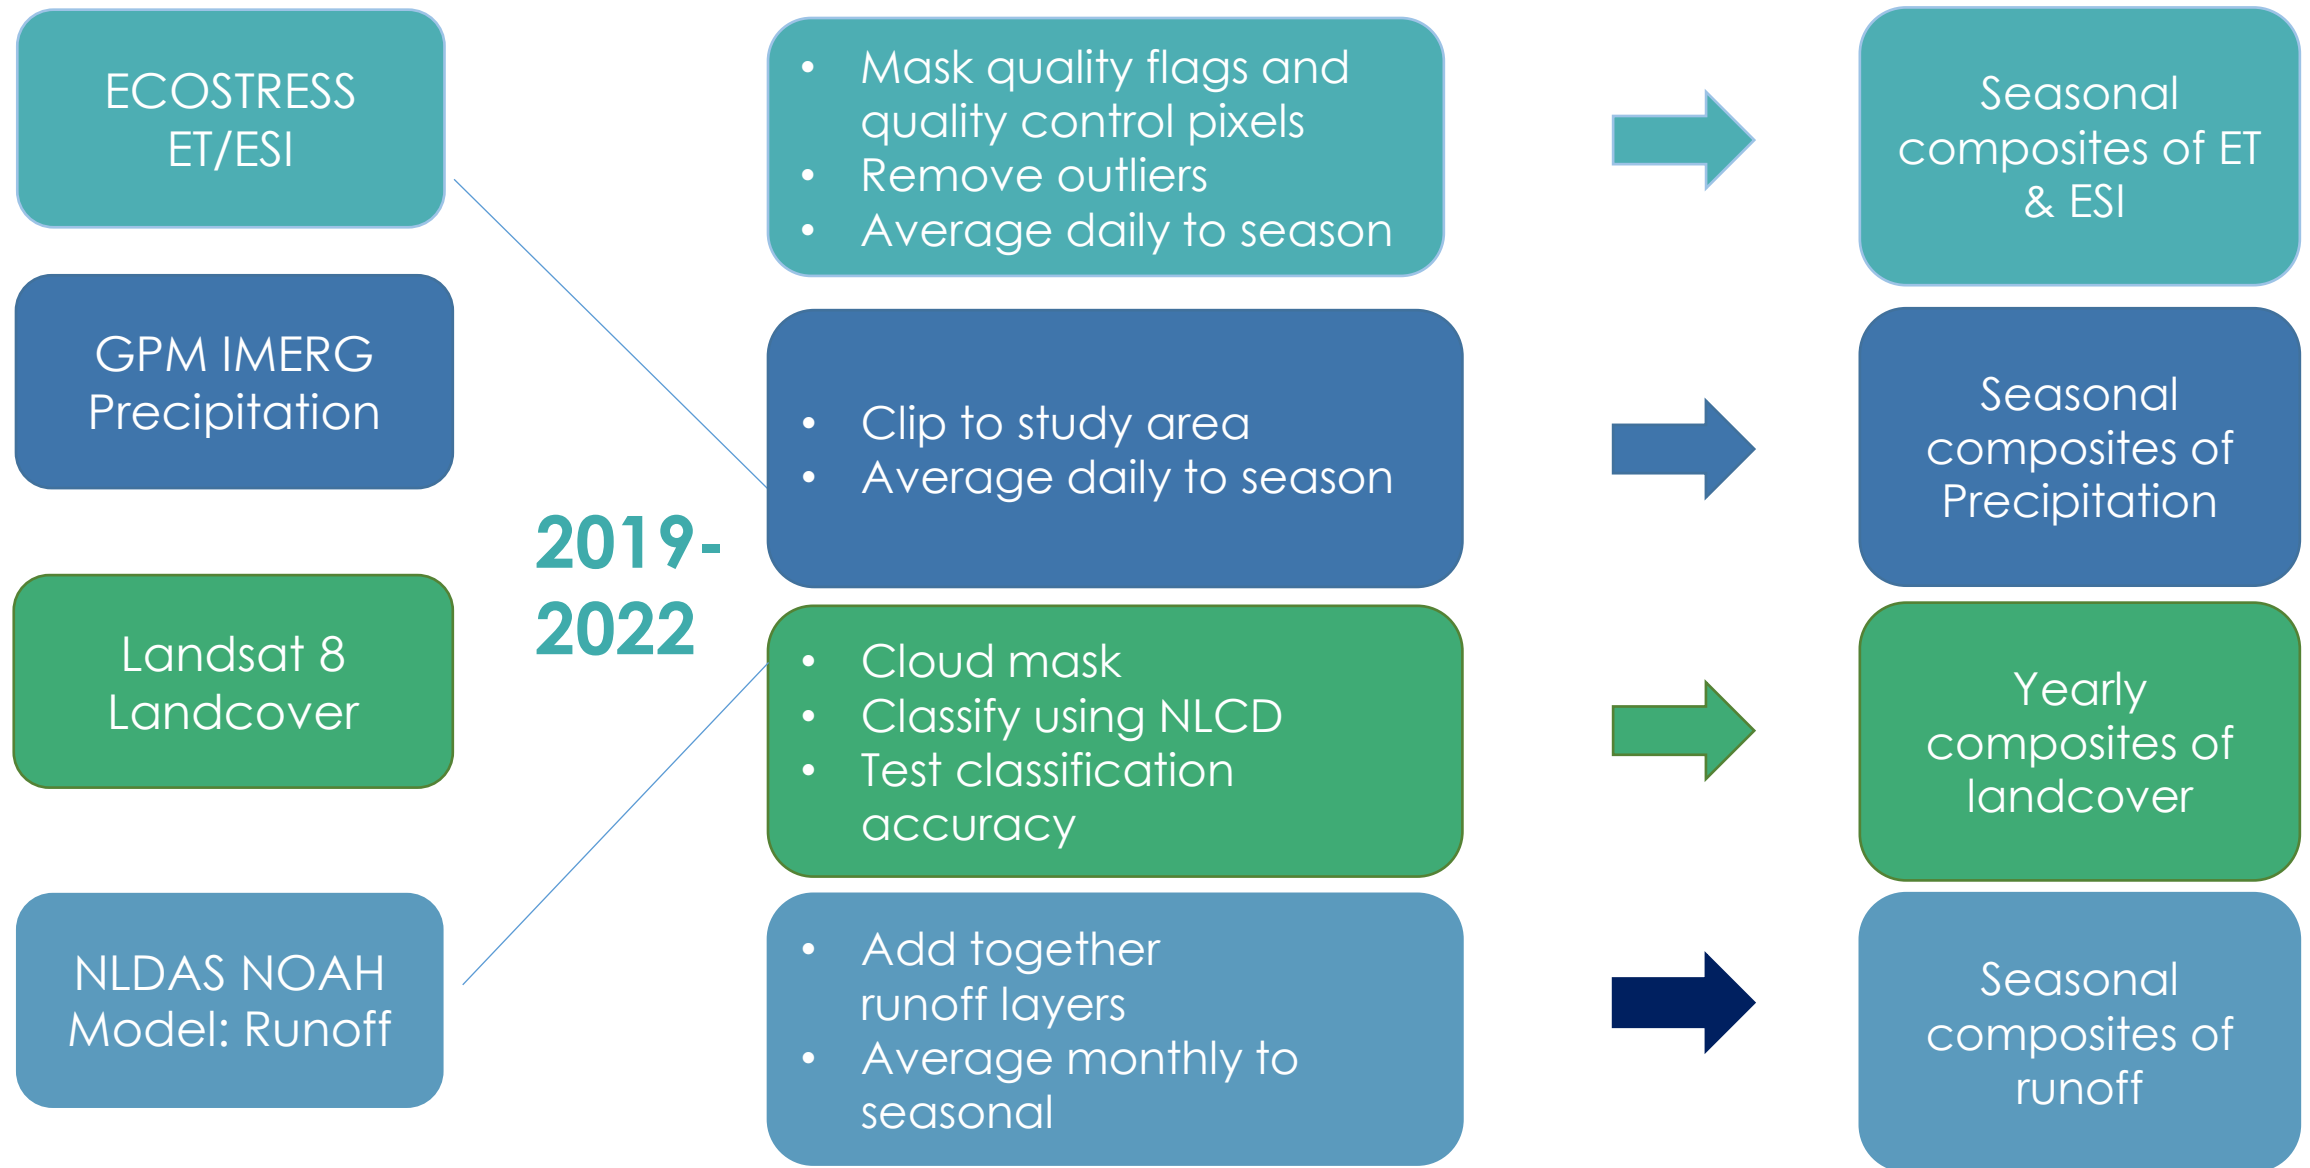 ECOSTRESS
ET/ESI
GPM IMERG
Precipitation
Landsat 8
Landcover
NLDAS NOAH
Model: Runoff
2019-
2022
• Mask quality flags and
quality control pixels
• Remove outliers
• Average daily to season
• Clip to study area
• Average daily to season
• Cloud mask
• Classify using NLCD
• Test classification
accuracy
• Add together
runoff layers
• Average monthly to
seasonal
Seasonal
composites of ET
& ESI
Seasonal
composites of
Precipitation
Yearly
composites of
landcover
Seasonal
composites of
runoff